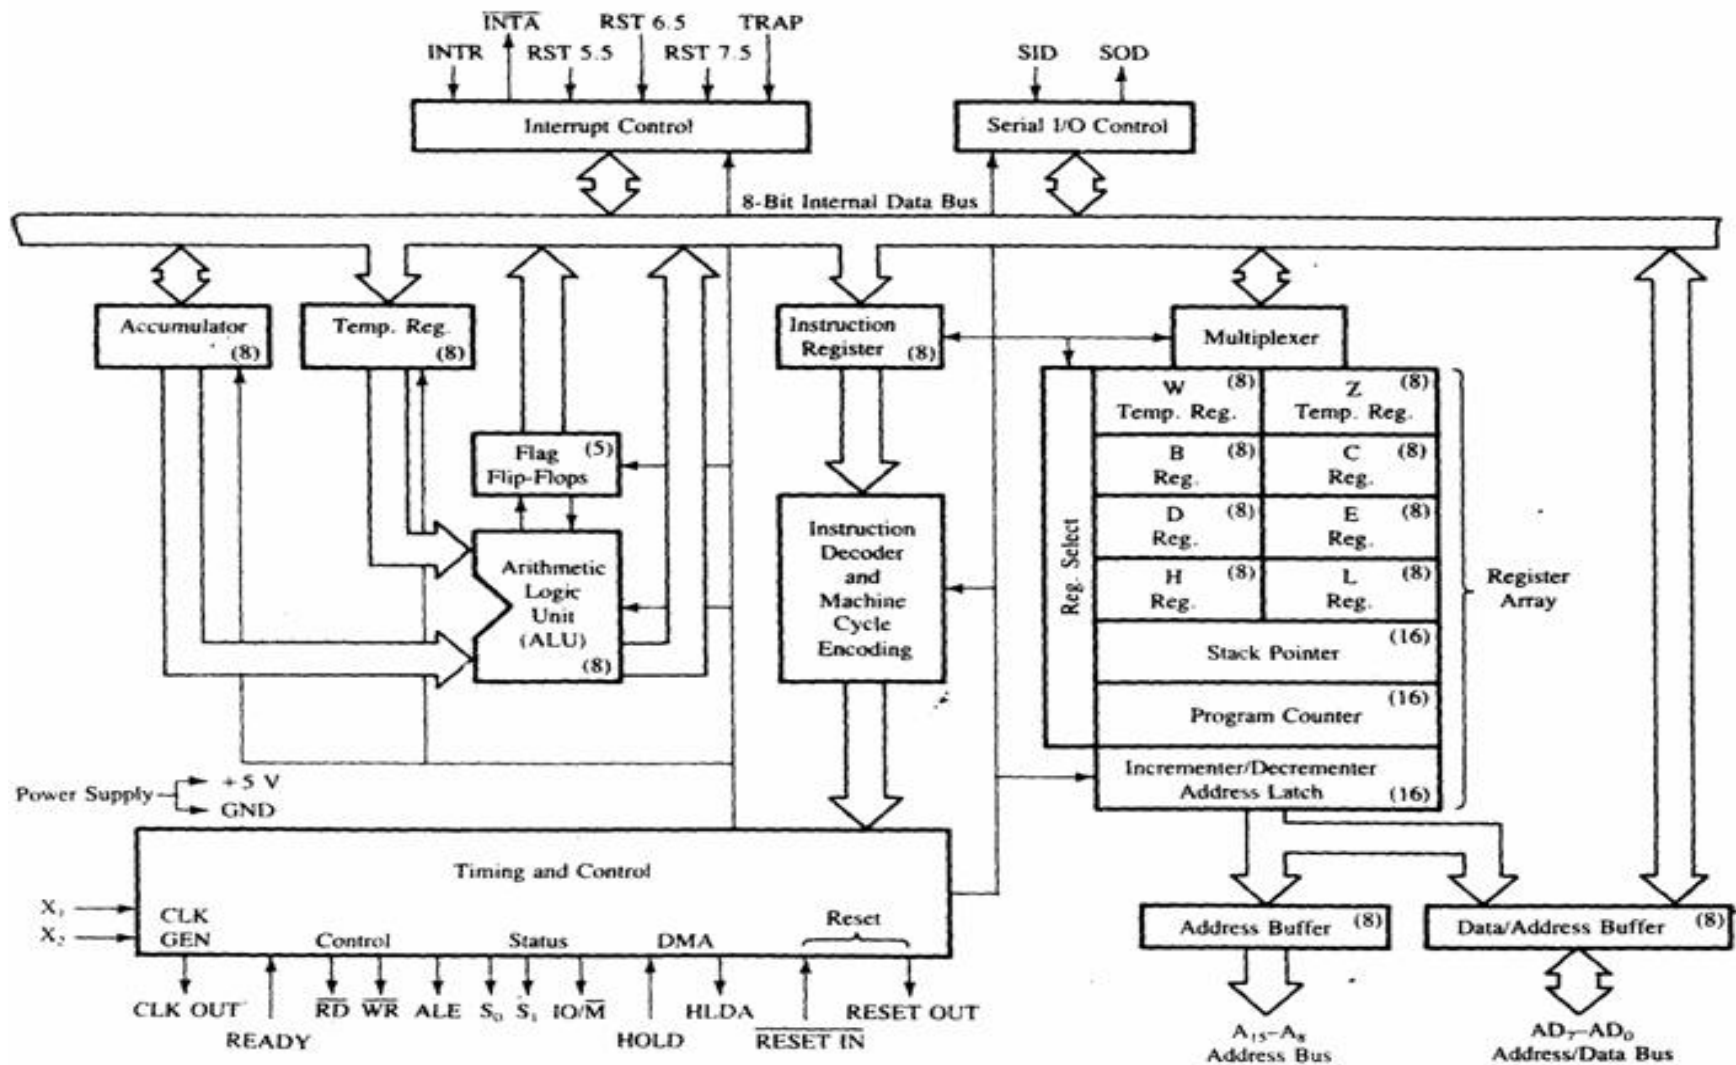 INTA RST 6.5 TRAP
INTR RST 5.5 RST 7.5 SID SOD
Interrupt Control
Serial I/O Control
8-Bit Internal Data Bus
Accumulator
(8)
Temp. Reg.
(8)
Instruction
Register (8)
Multiplexer
Flag (5)
Flip-Flops
Arithmetic
Logic
Unit
(ALU)
(8)
Instruction
Decoder
and
Machine
Cycle
Encoding
Reg. Select
W (8)
Temp. Reg.
Z (8)
Temp. Reg.
B (8)
Reg.
C (8)
Reg.
D (8)
Reg.
E (8)
Reg.
H (8)
Reg.
L (8)
Reg.
Stack Pointer (16)
Program Counter (16)
Incrementer/Decrementer
Address Latch (16)
Register
Array
Power Supply
+5 V
GND
Timing and Control
X₁
X₂
CLK
GEN
Control
Status
DMA
Reset
CLK OUT
READY
RD
WR
ALE
S₀
S₁
IO/M
HOLD
HLDA
RESET IN
RESET OUT
Address Buffer (8)
Data/Address Buffer (8)
A₁₅–A₈
Address Bus
AD₇–AD₀
Address/Data Bus